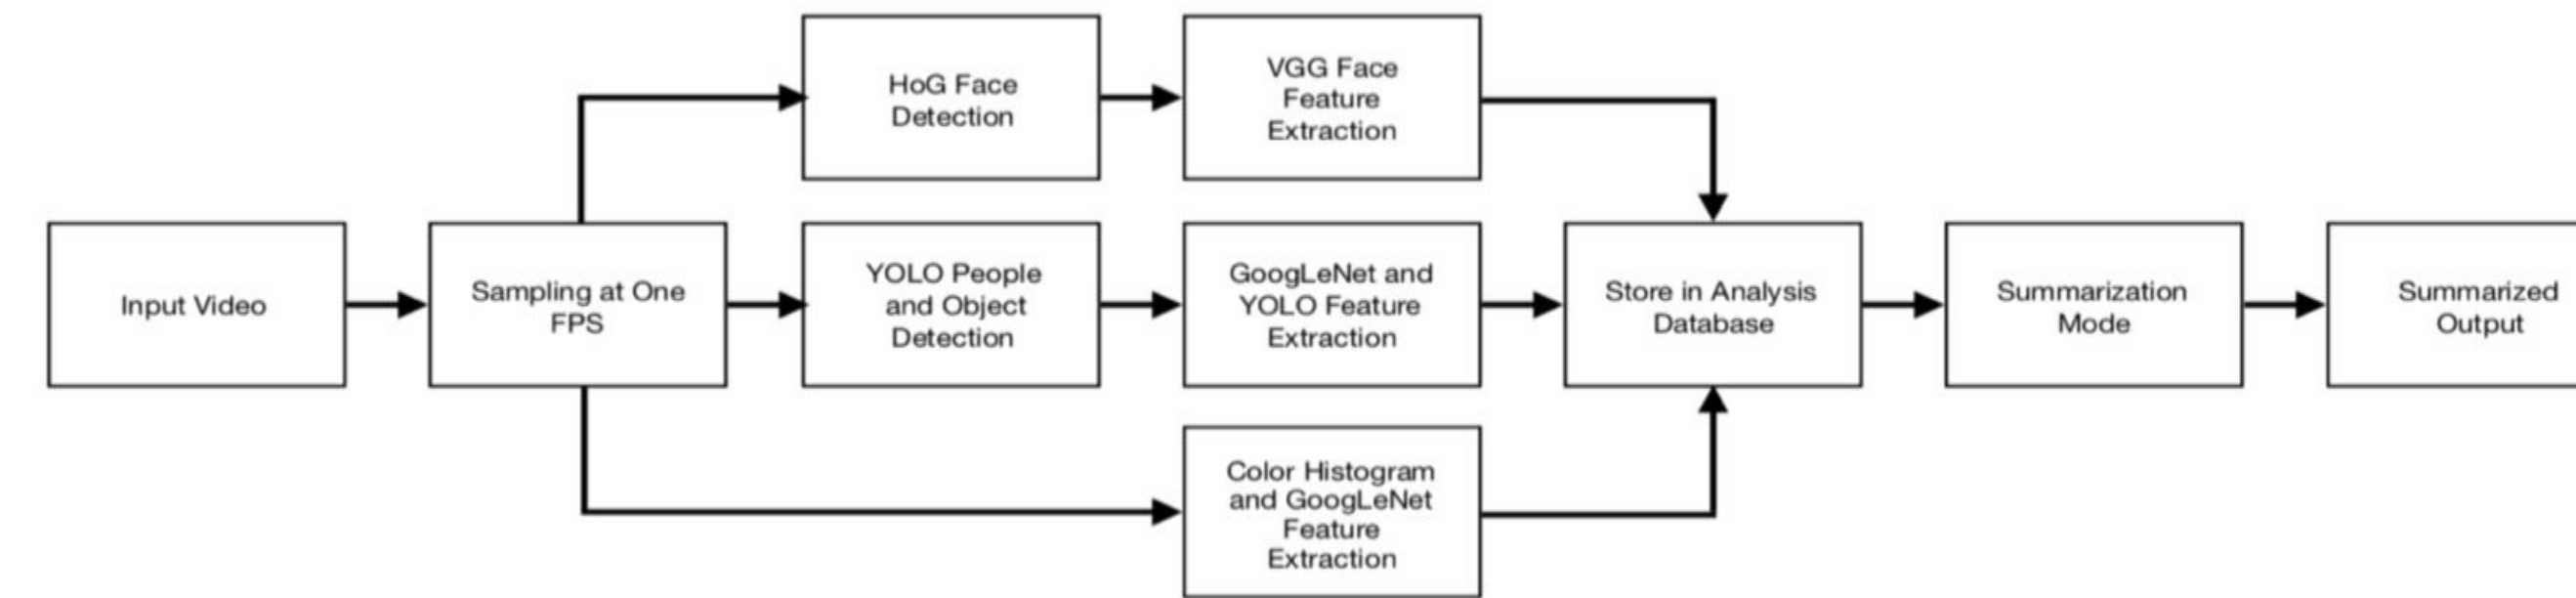 HoG Face
Detection
VGG Face
Feature
Extraction
Input Video
Sampling at One
FPS
YOLO People
and Object
Detection
GoogLeNet and
YOLO Feature
Extraction
Store in Analysis
Database
Summarization
Mode
Summarized
Output
Color Histogram
and GoogLeNet
Feature
Extraction